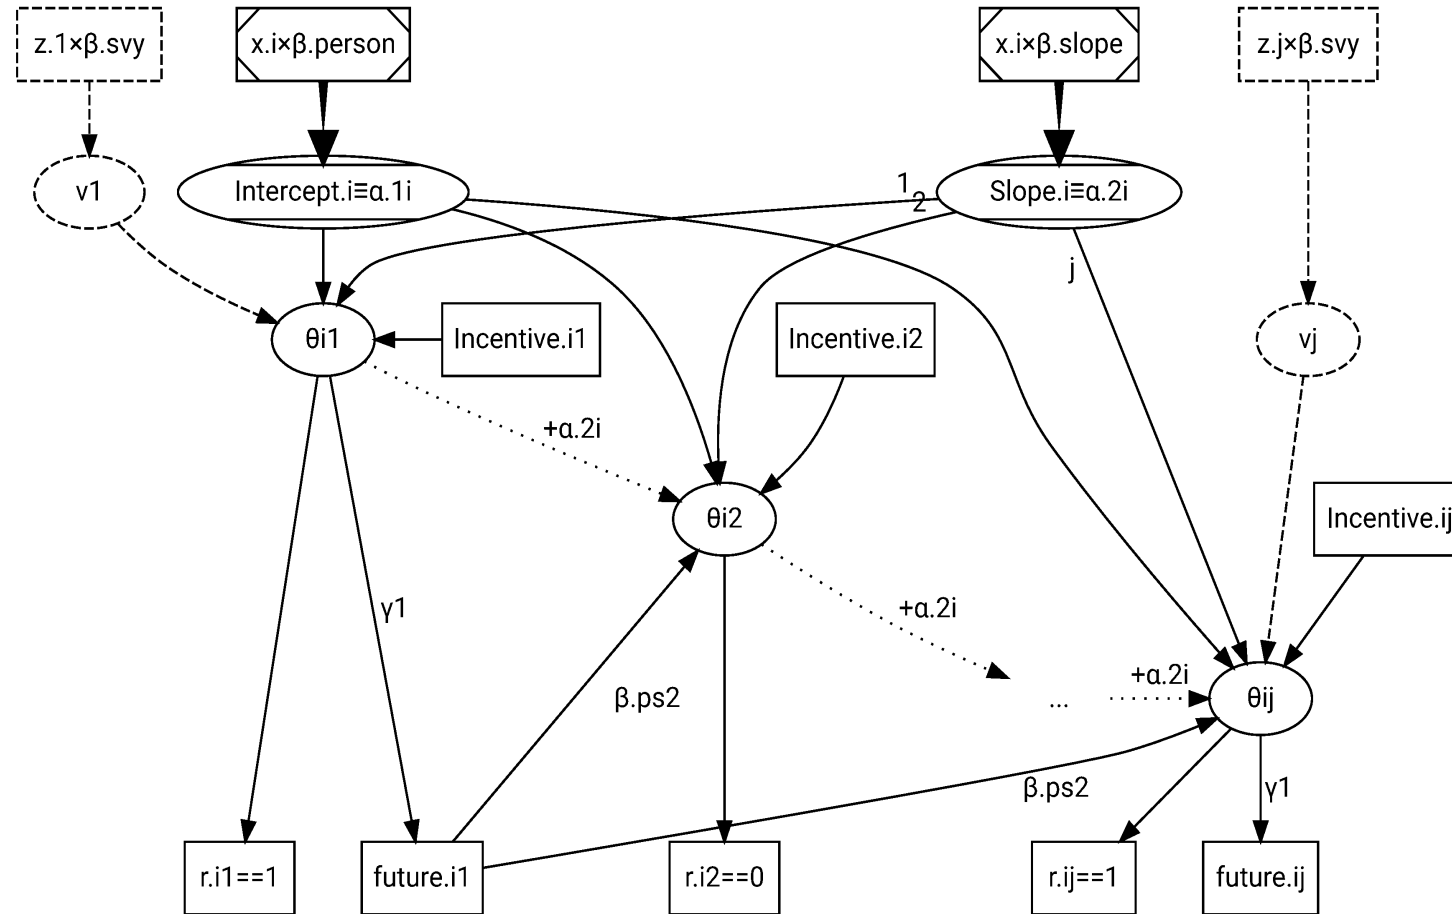 z.1×β.svy
x.i×β.person
x.i×β.slope
z.j×β.svy
v1
Intercept.i≡α.1i
1
2
Slope.i≡α.2i
j
θi1
Incentive.i1
Incentive.i2
vj
+α.2i
θi2
Incentive.ij
γ1
+α.2i
β.ps2
...
+α.2i
θij
β.ps2
γ1
r.i1==1
future.i1
r.i2==0
r.ij==1
future.ij